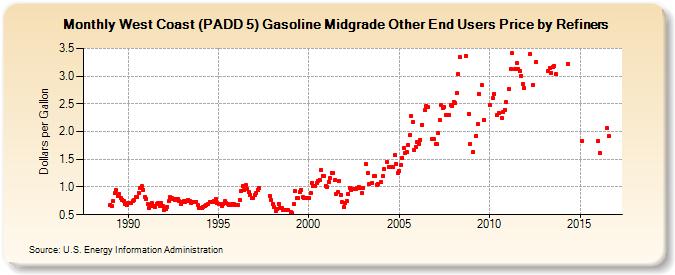 Monthly West Coast (PADD 5) Gasoline Midgrade Other End Users Price by Refiners
Dollars per Gallon
3.5
3.0
2.5
2.0
1.5
1.0
0.5
1990 1995 2000 2005 2010 2015
Source: U.S. Energy Information Administration